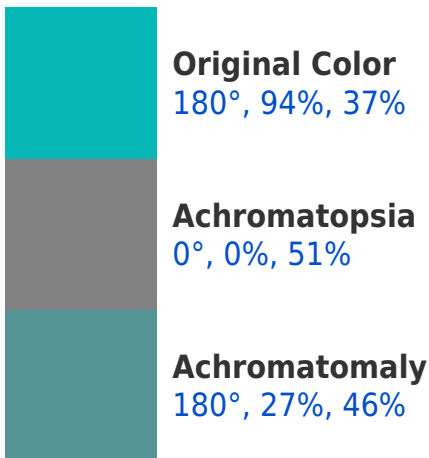 Original Color
180°, 94%, 37%
Achromatopsia
0°, 0%, 51%
Achromatomaly
180°, 27%, 46%